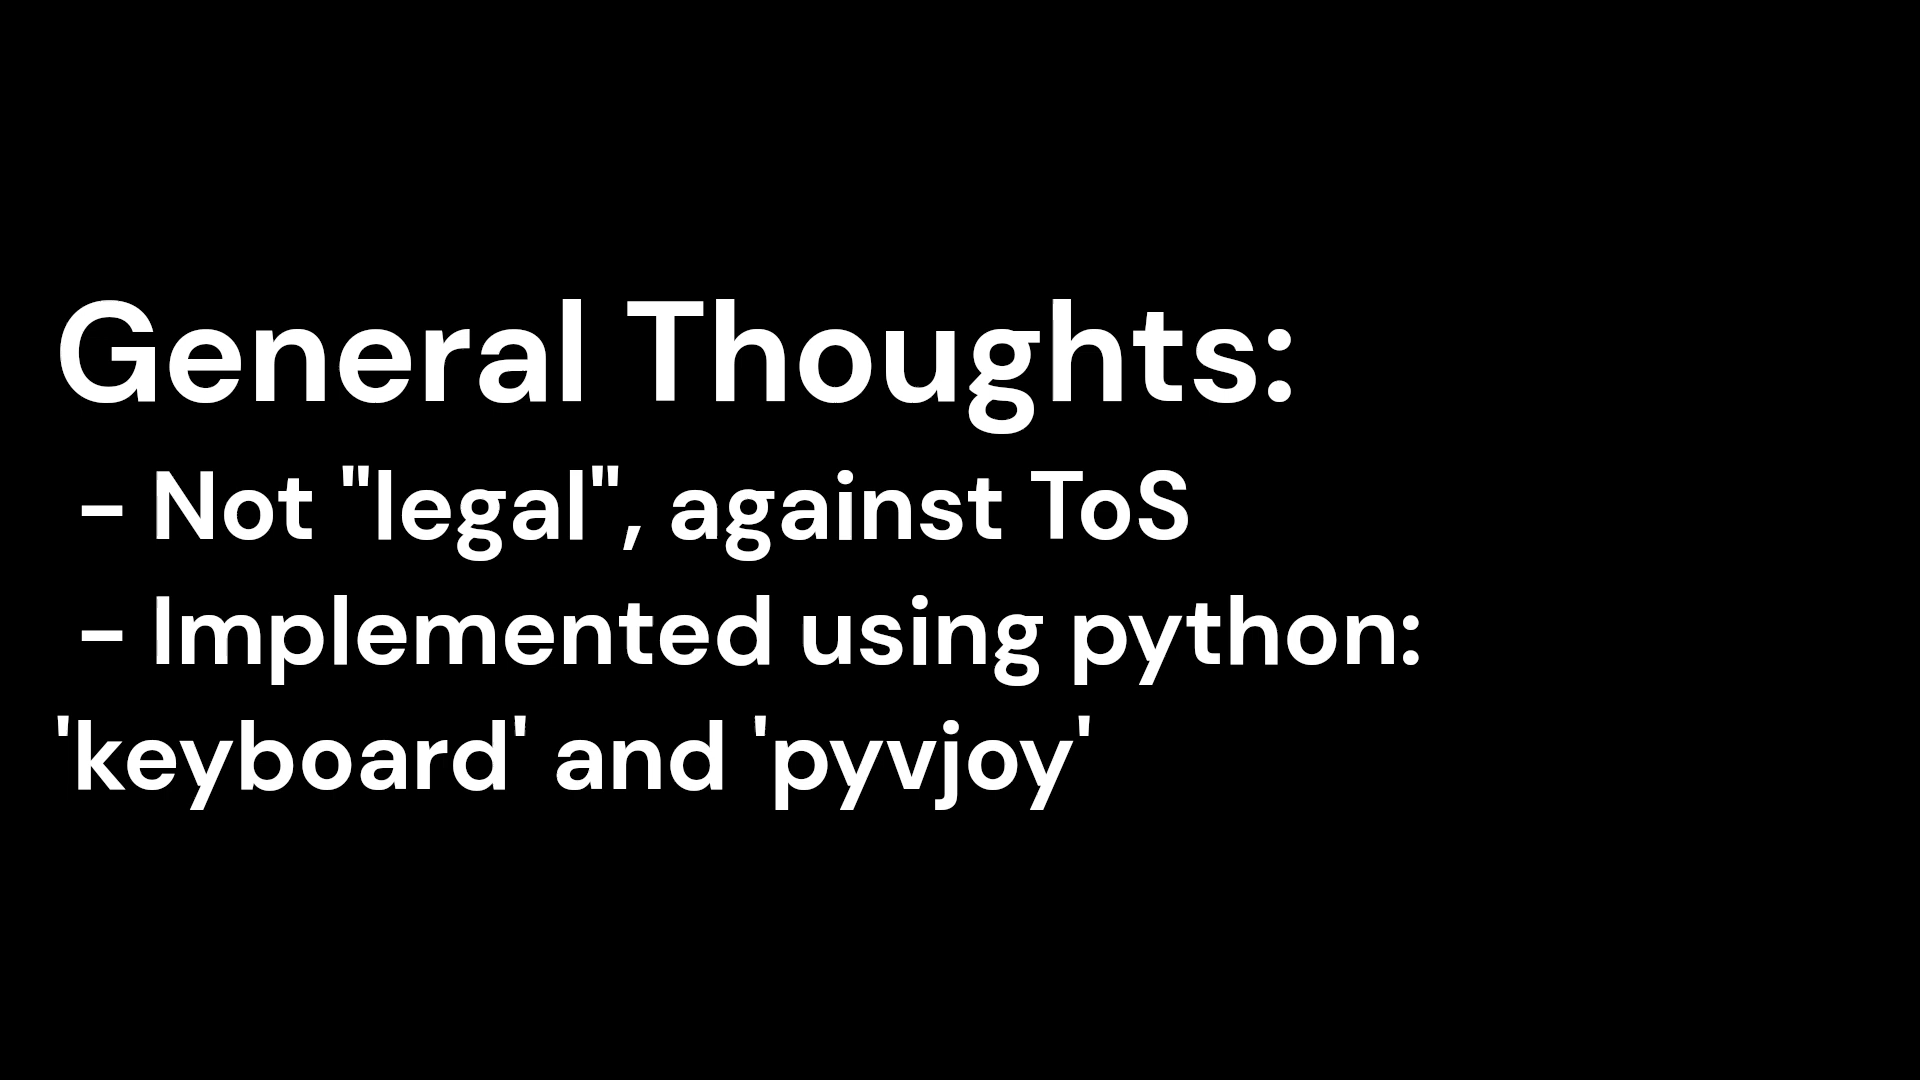 General Thoughts:
- Not "legal", against ToS
- Implemented using python:
'keyboard' and 'pyvjoy'